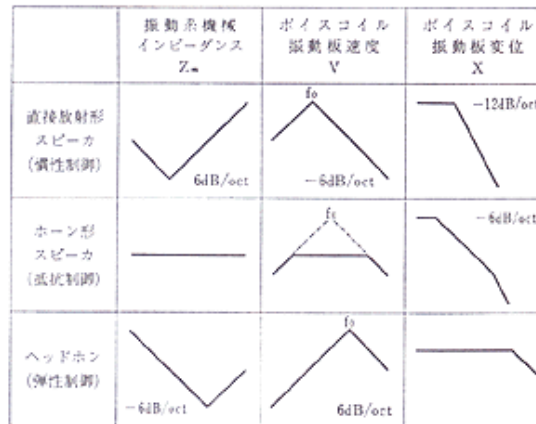 振動系機械
インピーダンス
Zm
ボイスコイル
振動板速度
V
ボイスコイル
振動板変位
X
直接放射形
スピーカ
(慣性制御)
6dB/oct
f₀
−6dB/oct
−12dB/oct
ホーン形
スピーカ
(抵抗制御)
f₀
−6dB/oct
ヘッドホン
(弾性制御)
−6dB/oct
f₀
6dB/oct